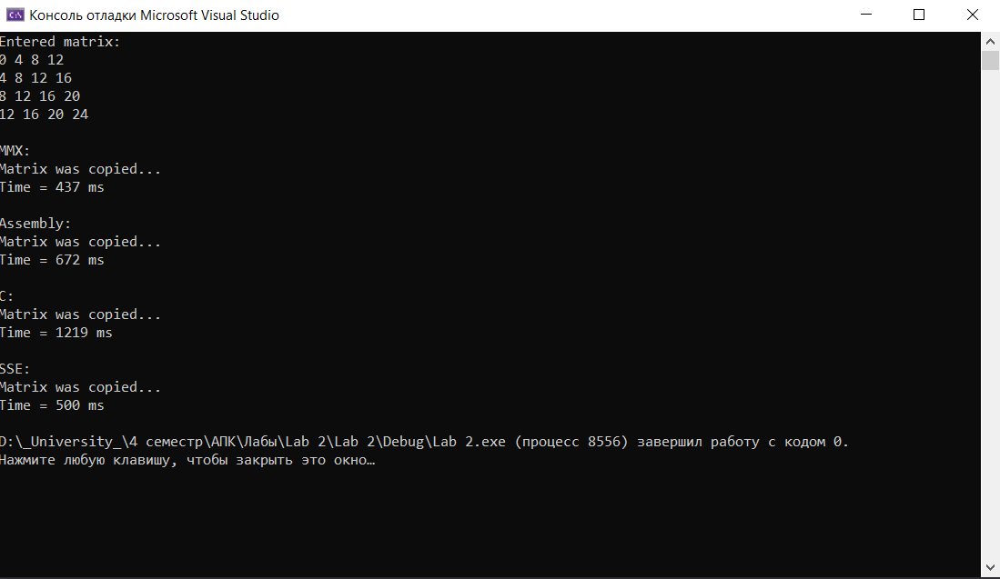 Консоль отладки Microsoft Visual Studio
Entered matrix:
0 4 8 12
4 8 12 16
8 12 16 20
12 16 20 24
MMX:
Matrix was copied...
Time = 437 ms
Assembly:
Matrix was copied...
Time = 672 ms
C:
Matrix was copied...
Time = 1219 ms
SSE:
Matrix was copied...
Time = 500 ms
D:\_University_\4 семестр\АПК\Лабы\Lab 2\Lab 2\Debug\Lab 2.exe (процесс 8556) завершил работу с кодом 0.
Нажмите любую клавишу, чтобы закрыть это окно…